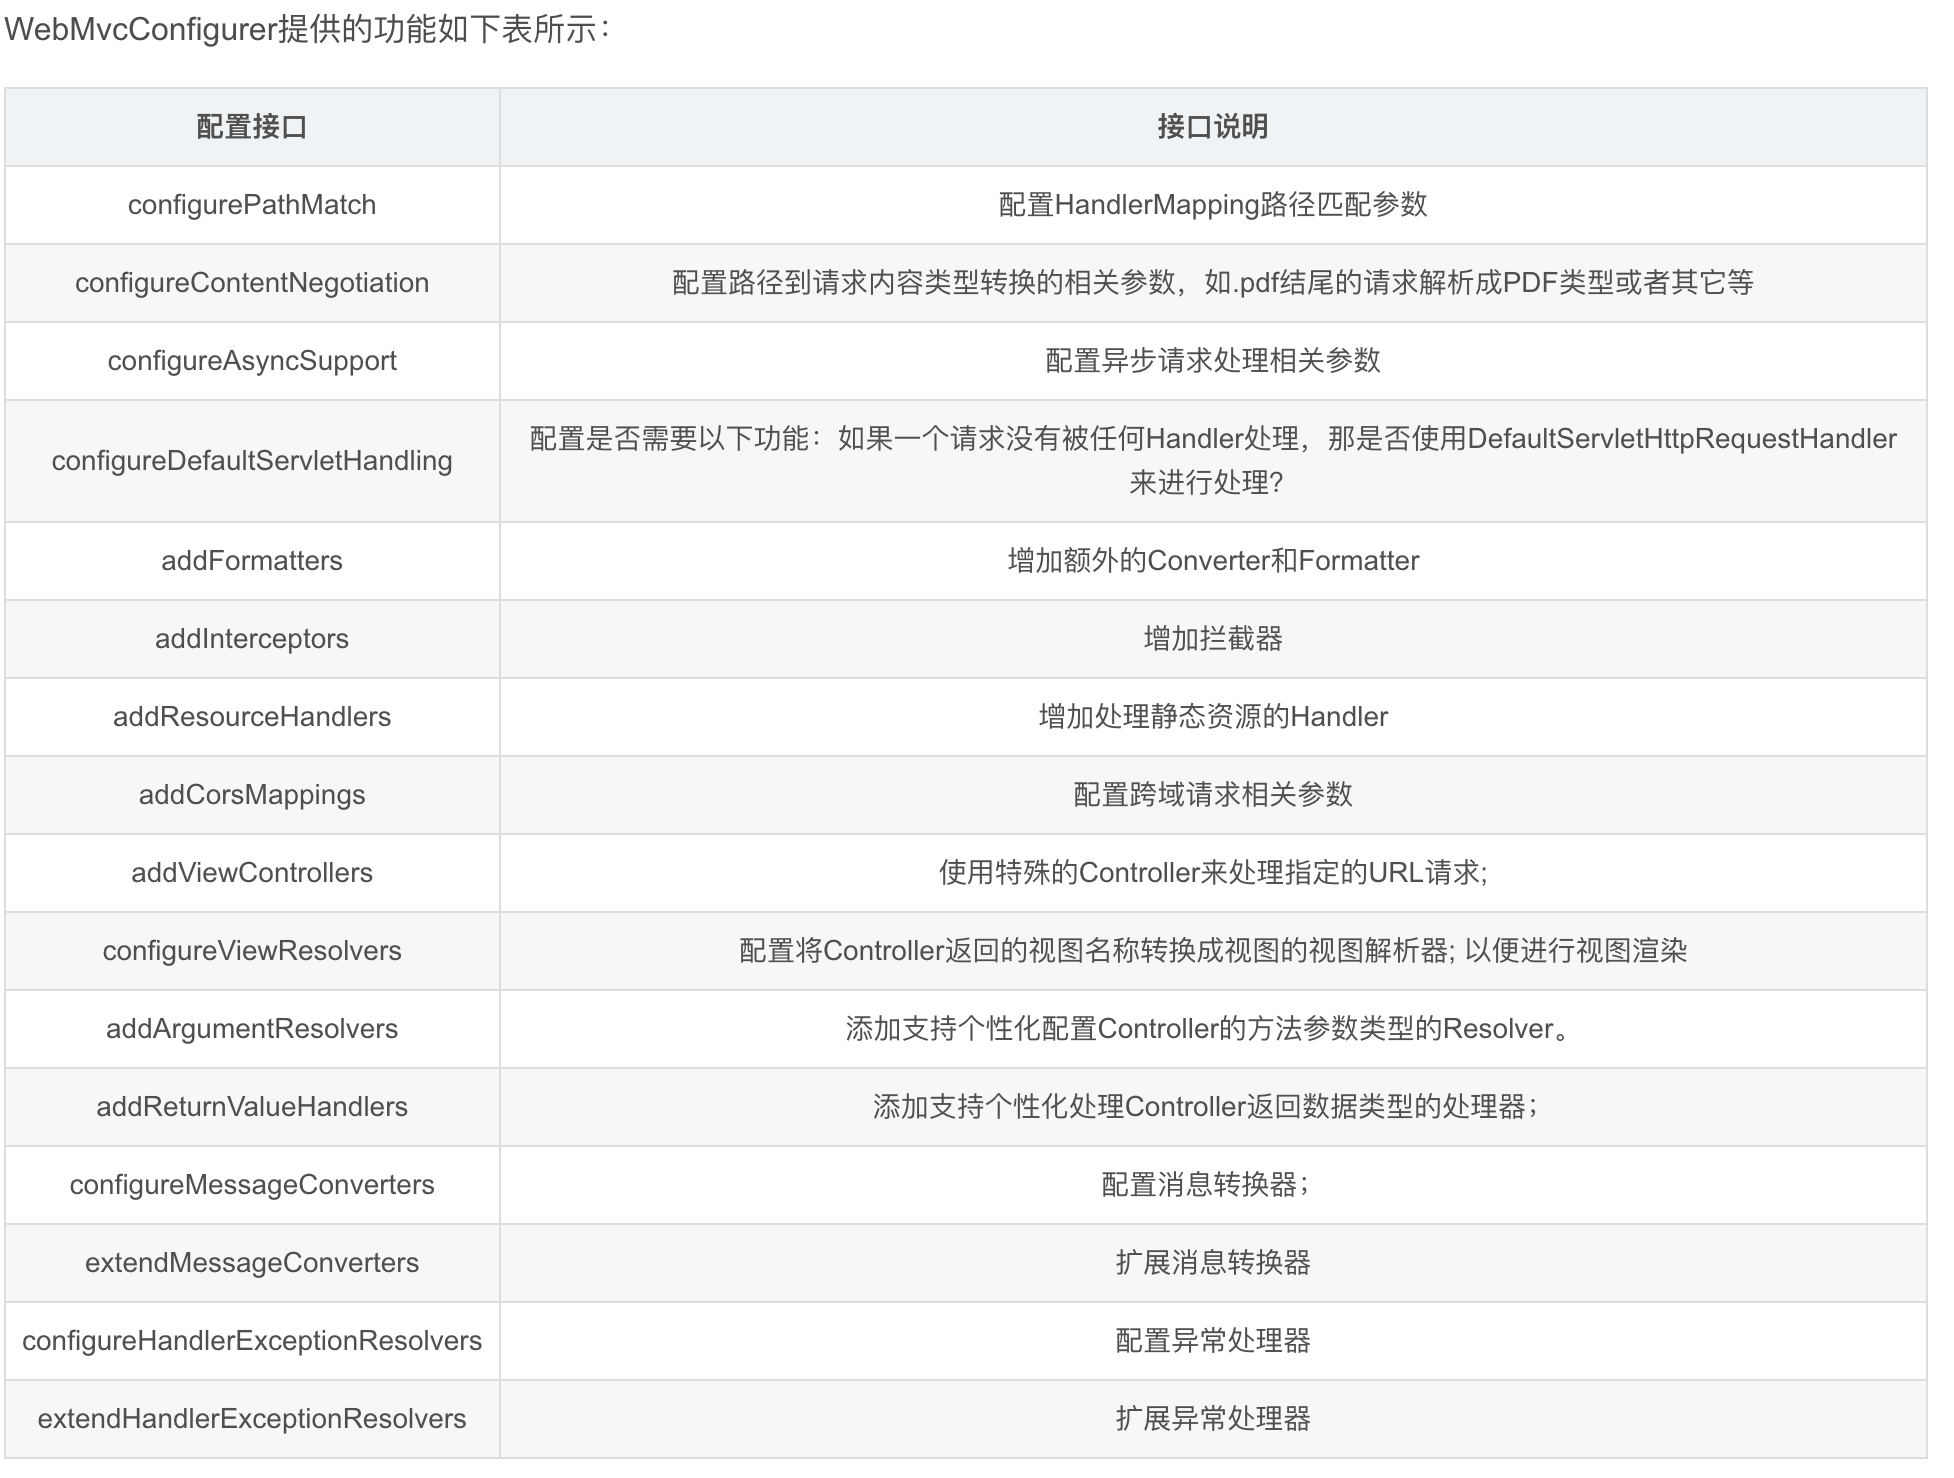 WebMvcConfigurer提供的功能如下表所示：
配置接口 接口说明
configurePathMatch 配置HandlerMapping路径匹配参数
configureContentNegotiation 配置路径到请求内容类型转换的相关参数，如.pdf结尾的请求解析成PDF类型或者其它等
configureAsyncSupport 配置异步请求处理相关参数
configureDefaultServletHandling 配置是否需要以下功能：如果一个请求没有被任何Handler处理，那是否使用DefaultServletHttpRequestHandler
来进行处理?
addFormatters 增加额外的Converter和Formatter
addInterceptors 增加拦截器
addResourceHandlers 增加处理静态资源的Handler
addCorsMappings 配置跨域请求相关参数
addViewControllers 使用特殊的Controller来处理指定的URL请求;
configureViewResolvers 配置将Controller返回的视图名称转换成视图的视图解析器; 以便进行视图渲染
addArgumentResolvers 添加支持个性化配置Controller的方法参数类型的Resolver。
addReturnValueHandlers 添加支持个性化处理Controller返回数据类型的处理器；
configureMessageConverters 配置消息转换器；
extendMessageConverters 扩展消息转换器
configureHandlerExceptionResolvers 配置异常处理器
extendHandlerExceptionResolvers 扩展异常处理器